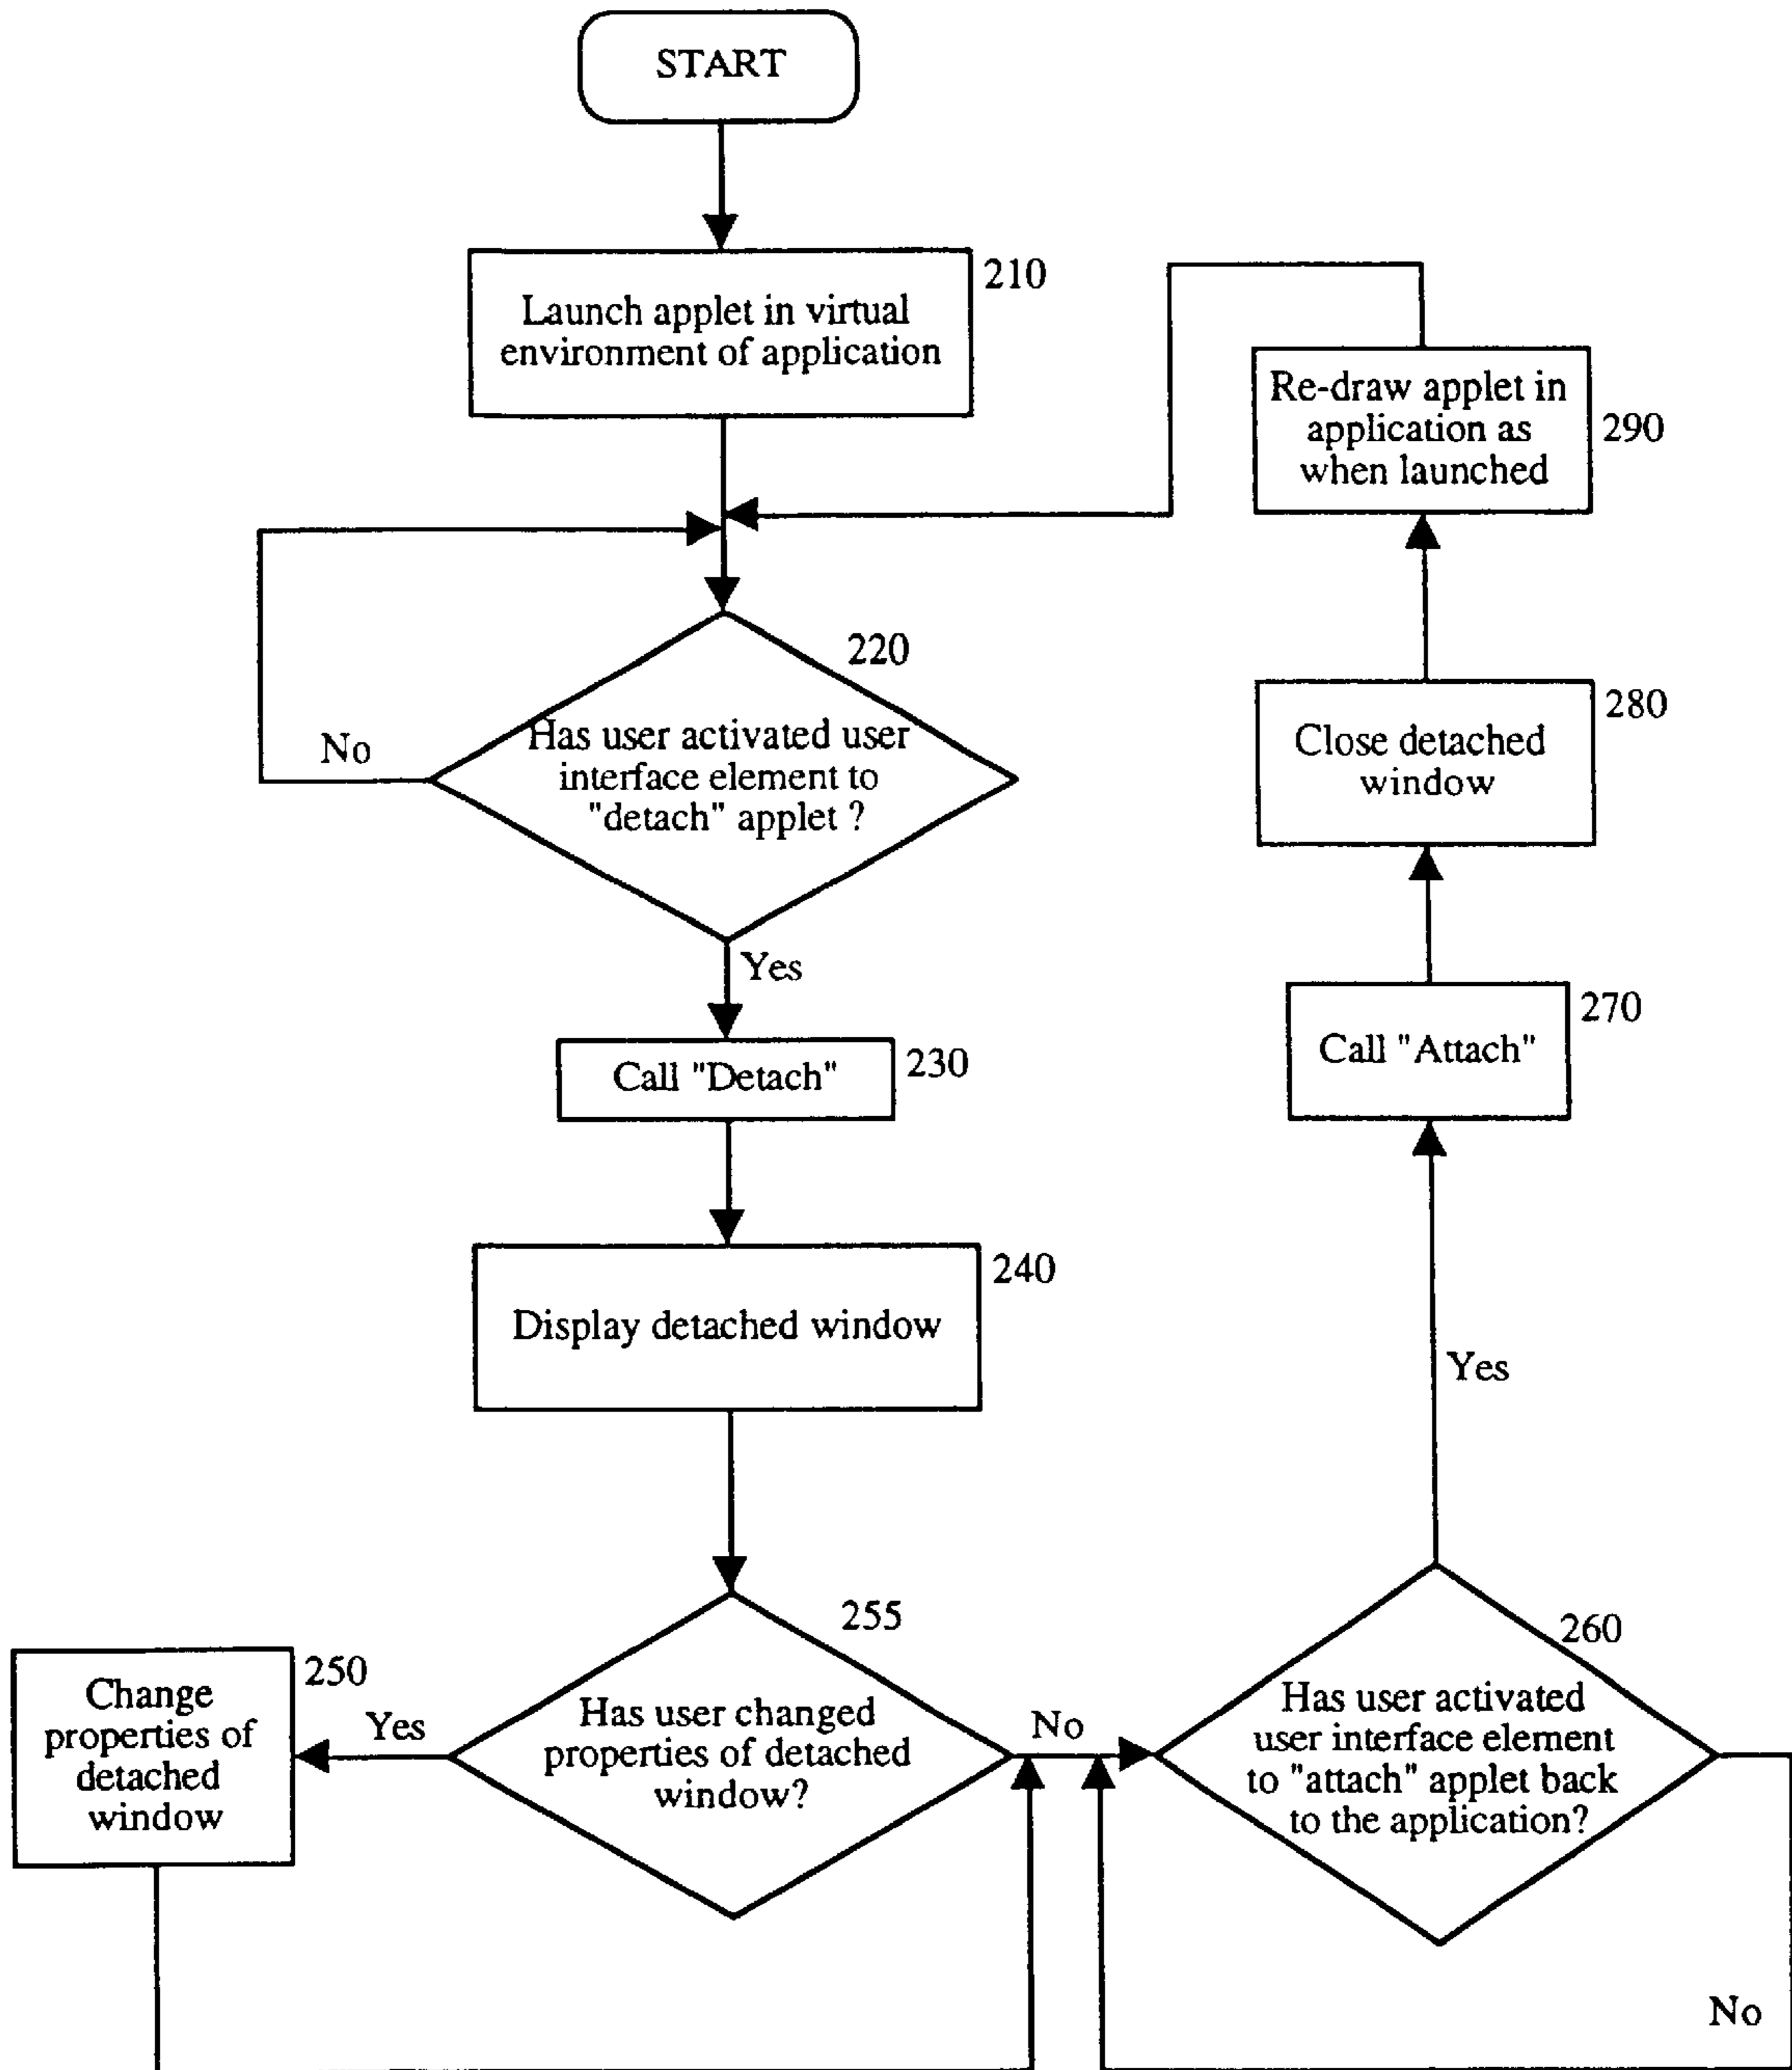 START
210
Launch applet in virtual
environment of application
Re-draw applet in
application as
when launched
290
220
Has user activated user
interface element to
"detach" applet ?
No
Yes
280
Close detached
window
230
Call "Detach"
270
Call "Attach"
240
Display detached window
Yes
255
Has user changed
properties of detached
window?
Yes
No
250
Change
properties of
detached
window
260
Has user activated
user interface element
to "attach" applet back
to the application?
No